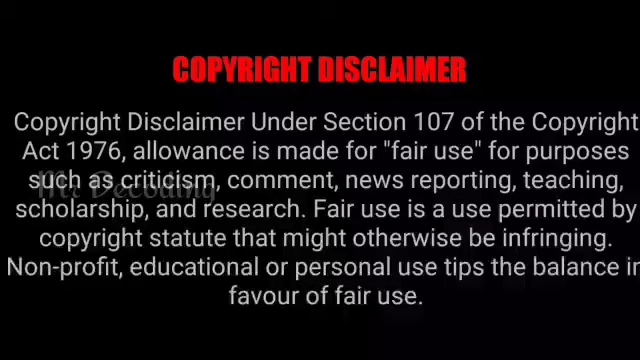 COPYRIGHT DISCLAIMER
Copyright Disclaimer Under Section 107 of the Copyright
Act 1976, allowance is made for "fair use" for purposes
such as criticism, comment, news reporting, teaching,
Mr Decoding
scholarship, and research. Fair use is a use permitted by
copyright statute that might otherwise be infringing.
Non-profit, educational or personal use tips the balance in
favour of fair use.